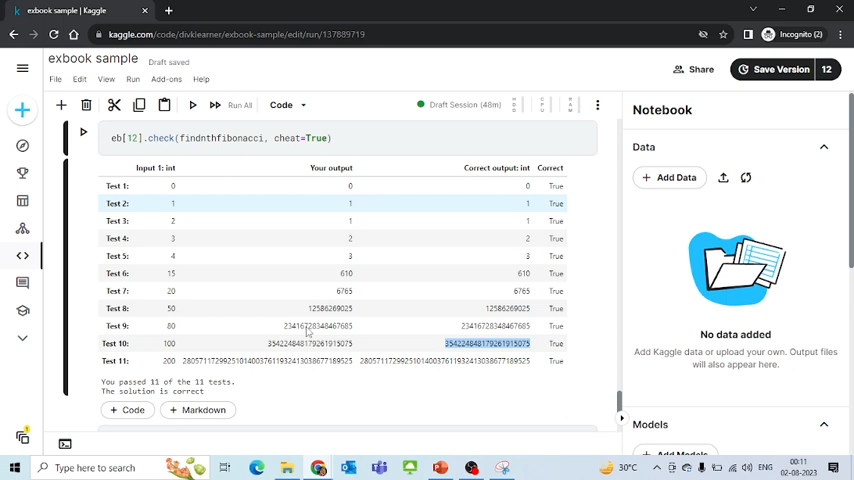 exbook sample | Kaggle
kaggle.com/code/divklearner/exbook-sample/edit/run/137889719
Incognito (2)
exbook sample
Draft saved
File Edit View Run Add-ons Help
Share
Save Version 12
Run All
Code
Draft Session (48m)
HDD
CPU
RAM
Notebook
eb[12].check(findnthfibonacci, cheat=True)
Input 1: int Your output Correct output: int Correct
Test 1: 0 0 0 True
Test 2: 1 1 1 True
Test 3: 2 1 1 True
Test 4: 3 2 2 True
Test 5: 4 3 3 True
Test 6: 15 610 610 True
Test 7: 20 6765 6765 True
Test 8: 50 12586269025 12586269025 True
Test 9: 80 23416728348467685 23416728348467685 True
Test 10: 100 354224848179261915075 354224848179261915075 True
Test 11: 200 280571172992510140037611932413038677189525 280571172992510140037611932413038677189525 True
You passed 11 of the 11 tests.
The solution is correct
+ Code
+ Markdown
Data
+ Add Data
No data added
Add Kaggle data or upload your own. Output files
will also appear here.
Models
+ Add Models
Type here to search
30°C
ENG
00:11
02-08-2023